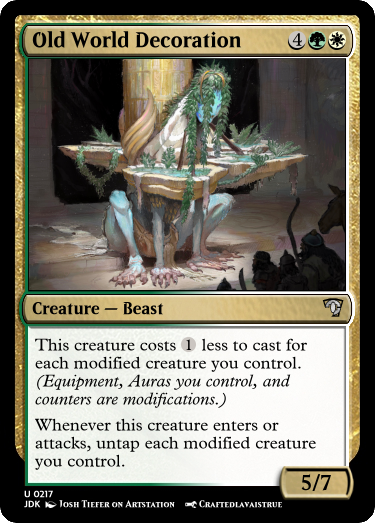 Old World Decoration 4
Creature — Beast
This creature costs 1 less to cast for
each modified creature you control.
(Equipment, Auras you control, and
counters are modifications.)
Whenever this creature enters or
attacks, untap each modified creature
you control.
5/7
U 0217
JDK Josh Tiefer on Artstation Craftedlavaistrue